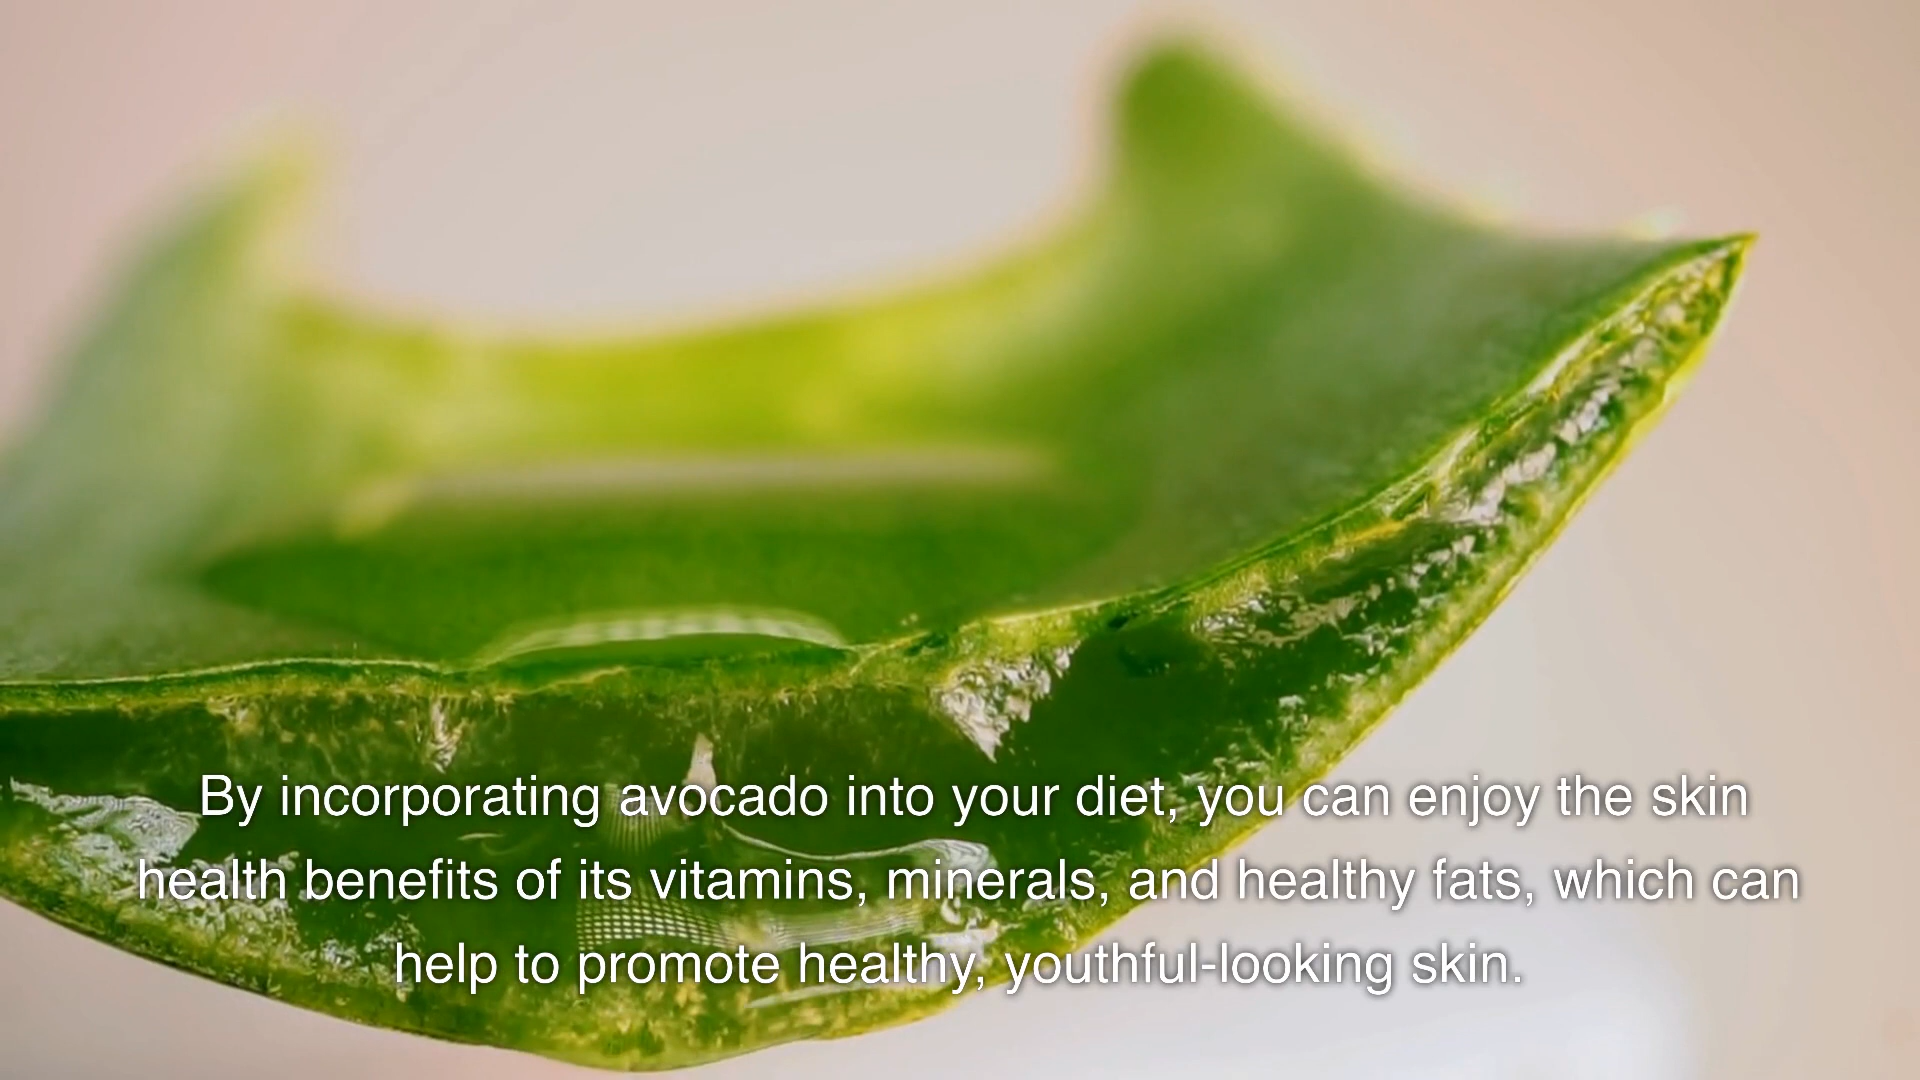 By incorporating avocado into your diet, you can enjoy the skin
health benefits of its vitamins, minerals, and healthy fats, which can
help to promote healthy, youthful-looking skin.